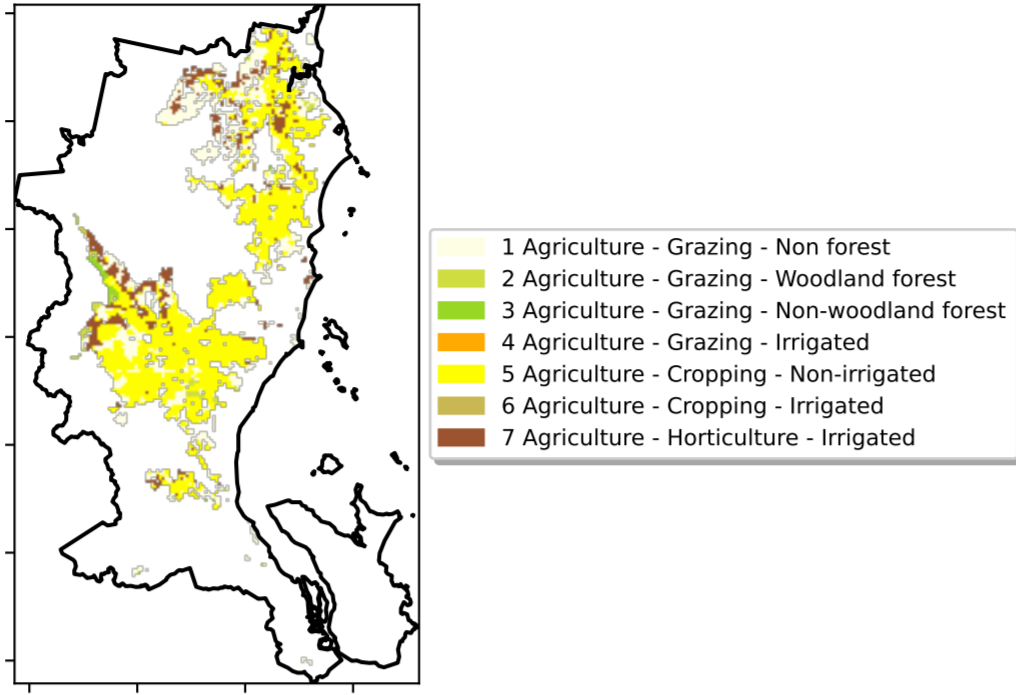 1 Agriculture - Grazing - Non forest
2 Agriculture - Grazing - Woodland forest
3 Agriculture - Grazing - Non-woodland forest
4 Agriculture - Grazing - Irrigated
5 Agriculture - Cropping - Non-irrigated
6 Agriculture - Cropping - Irrigated
7 Agriculture - Horticulture - Irrigated